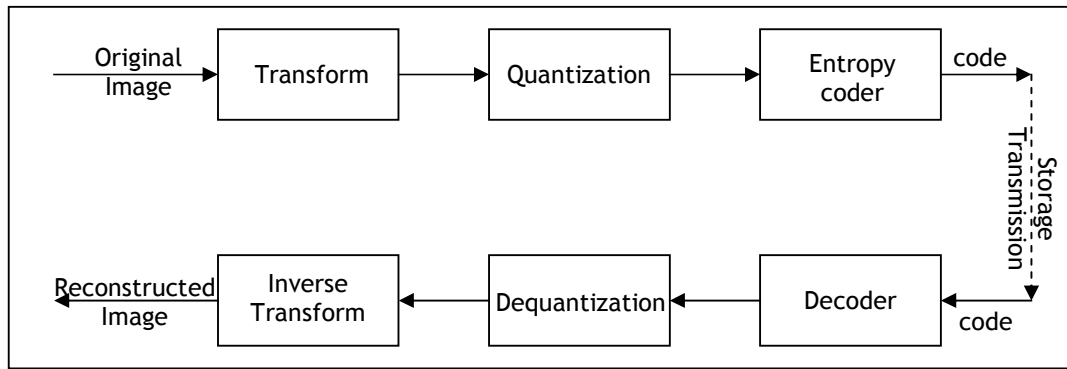 Original
Image
Transform
Quantization
Entropy
coder
code
Storage
Transmission
Reconstructed
Image
Inverse
Transform
Dequantization
Decoder
code